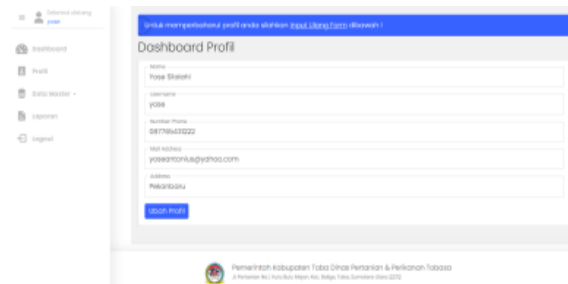 Selamat datang
yose
Dashboard
Profil
Data Master
Laporan
Logout
Untuk memperbaharui profil anda silahkan Input Ulang Form dibawah !
Dashboard Profil
Name
Yose Silalahi
Username
yose
Number Phone
Mail Address
yoseantonius@yahoo.com
Address
Pekanbaru
Ubah Profil
Pemerintah Kabupaten Toba Dinas Pertanian & Perikanan Tobasa